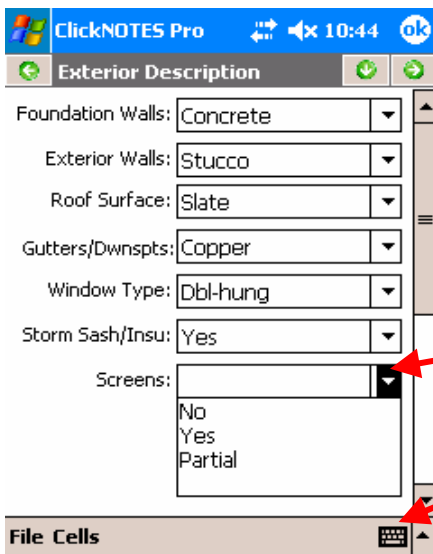 ClickNOTES Pro 10:44 ok
Exterior Description
Foundation Walls: Concrete
Exterior Walls: Stucco
Roof Surface: Slate
Gutters/Dwnspts: Copper
Window Type: Dbl-hung
Storm Sash/Insu: Yes
Screens:
No
Yes
Partial
File Cells